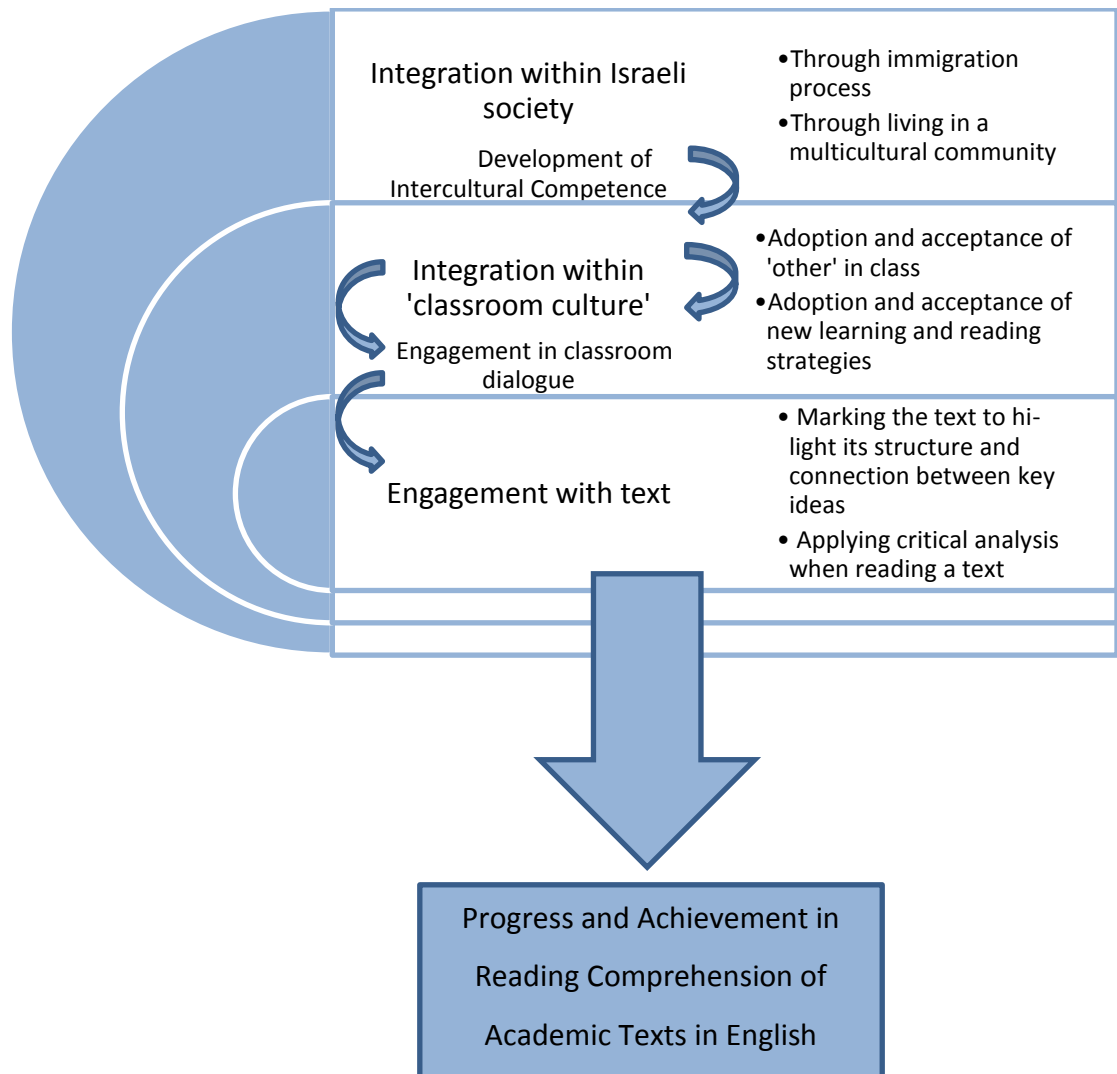 Integration within Israeli
society
•Through immigration
process
•Through living in a
multicultural community
Development of
Intercultural Competence
Integration within
'classroom culture'
•Adoption and acceptance of
'other' in class
•Adoption and acceptance of
new learning and reading
strategies
Engagement in classroom
dialogue
Engagement with text
• Marking the text to hi-
light its structure and
connection between key
ideas
• Applying critical analysis
when reading a text
Progress and Achievement in
Reading Comprehension of
Academic Texts in English